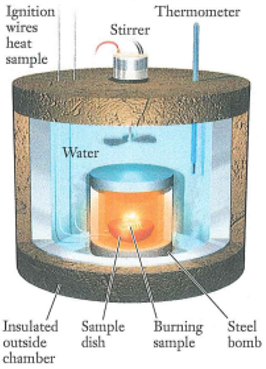 Ignition
wires
heat
sample
Thermometer
Stirrer
Water
Insulated
outside
chamber
Sample
dish
Burning
sample
Steel
bomb